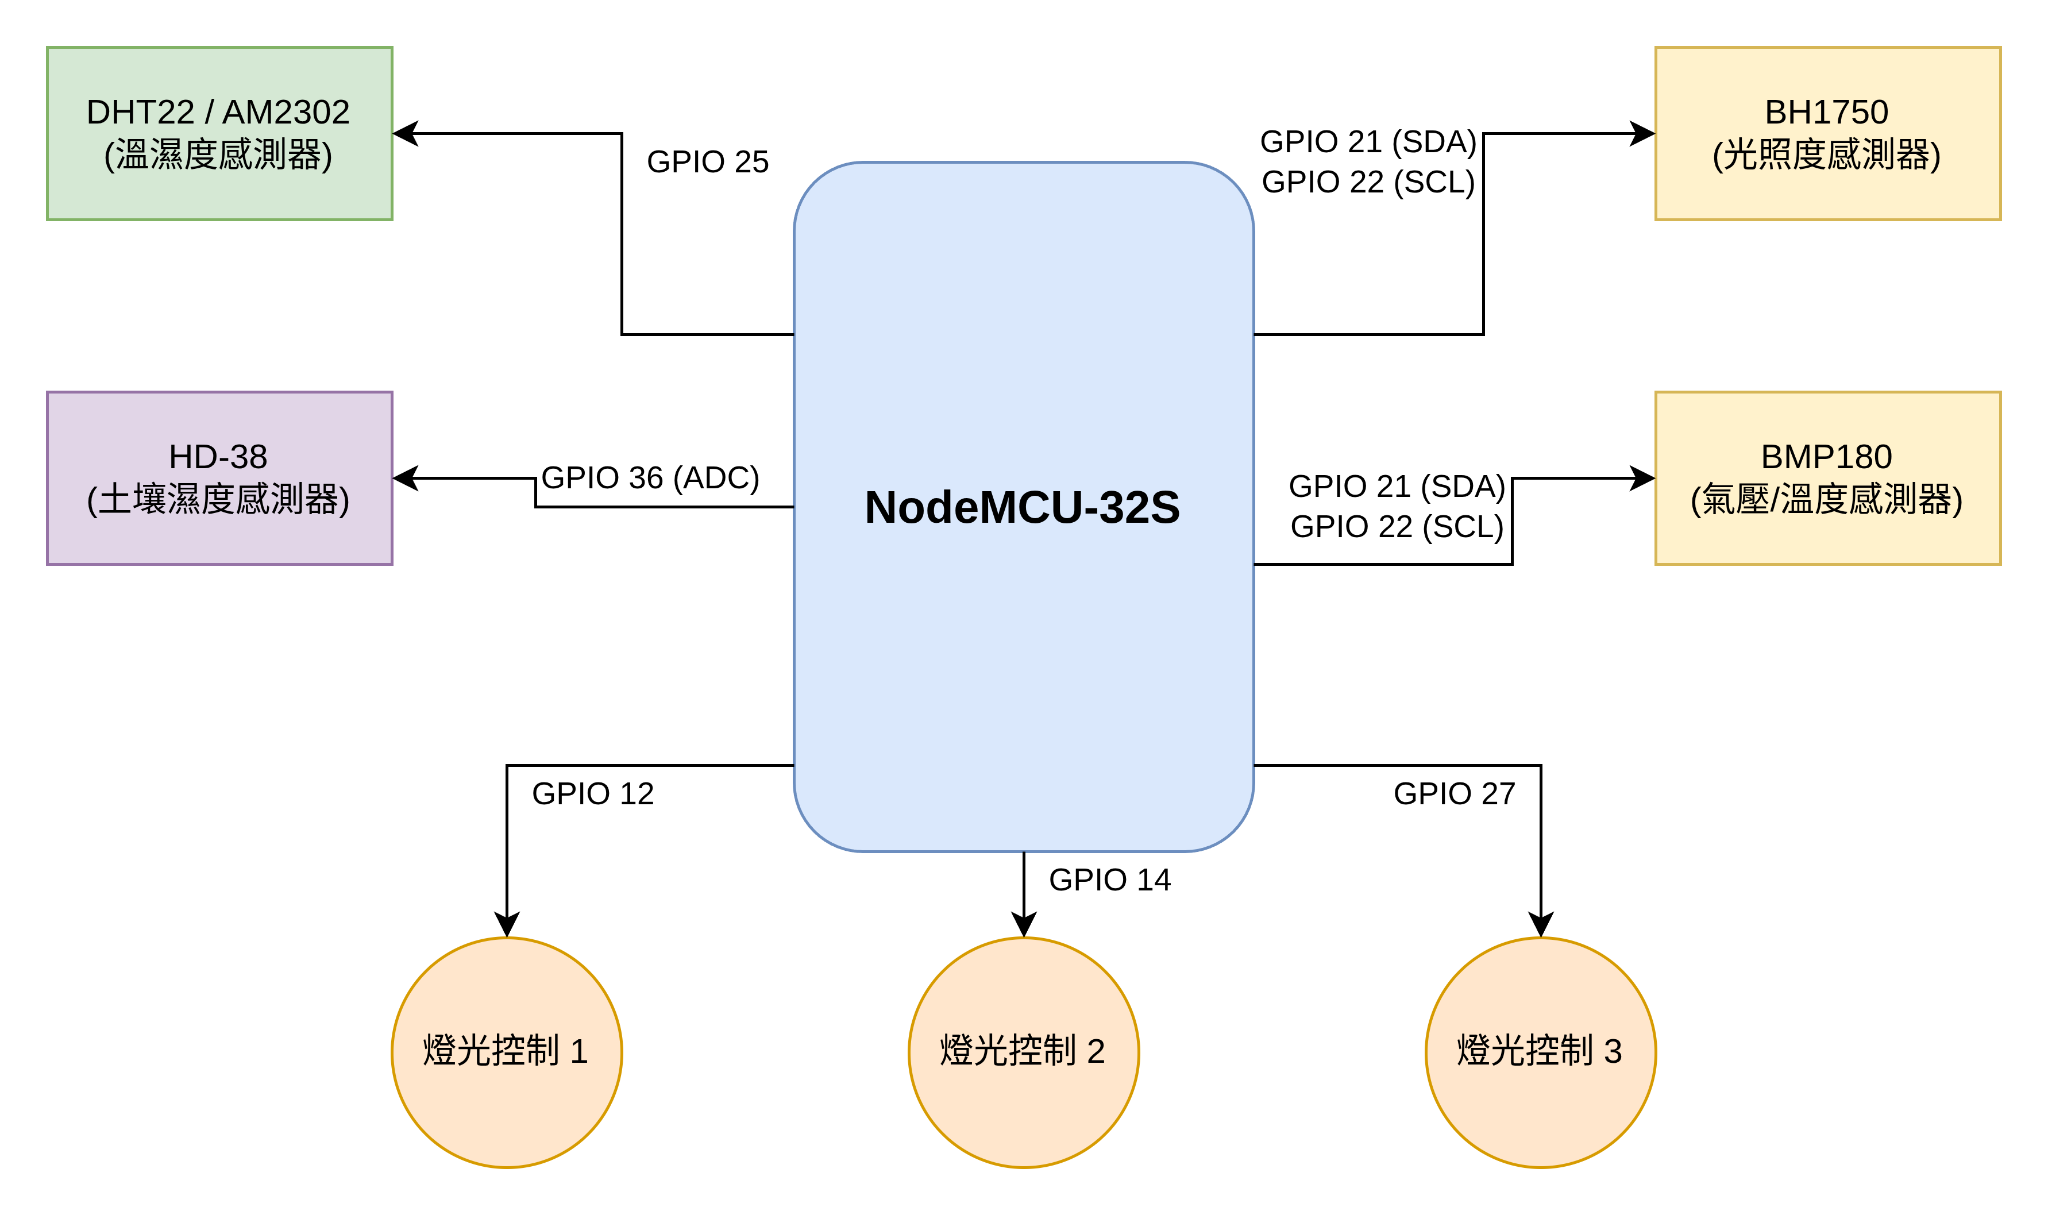 DHT22 / AM2302
(溫濕度感測器)
GPIO 25
GPIO 21 (SDA)
GPIO 22 (SCL)
BH1750
(光照度感測器)
HD-38
(土壤濕度感測器)
GPIO 36 (ADC)
NodeMCU-32S
GPIO 21 (SDA)
GPIO 22 (SCL)
BMP180
(氣壓/溫度感測器)
GPIO 12
GPIO 14
GPIO 27
燈光控制 1
燈光控制 2
燈光控制 3